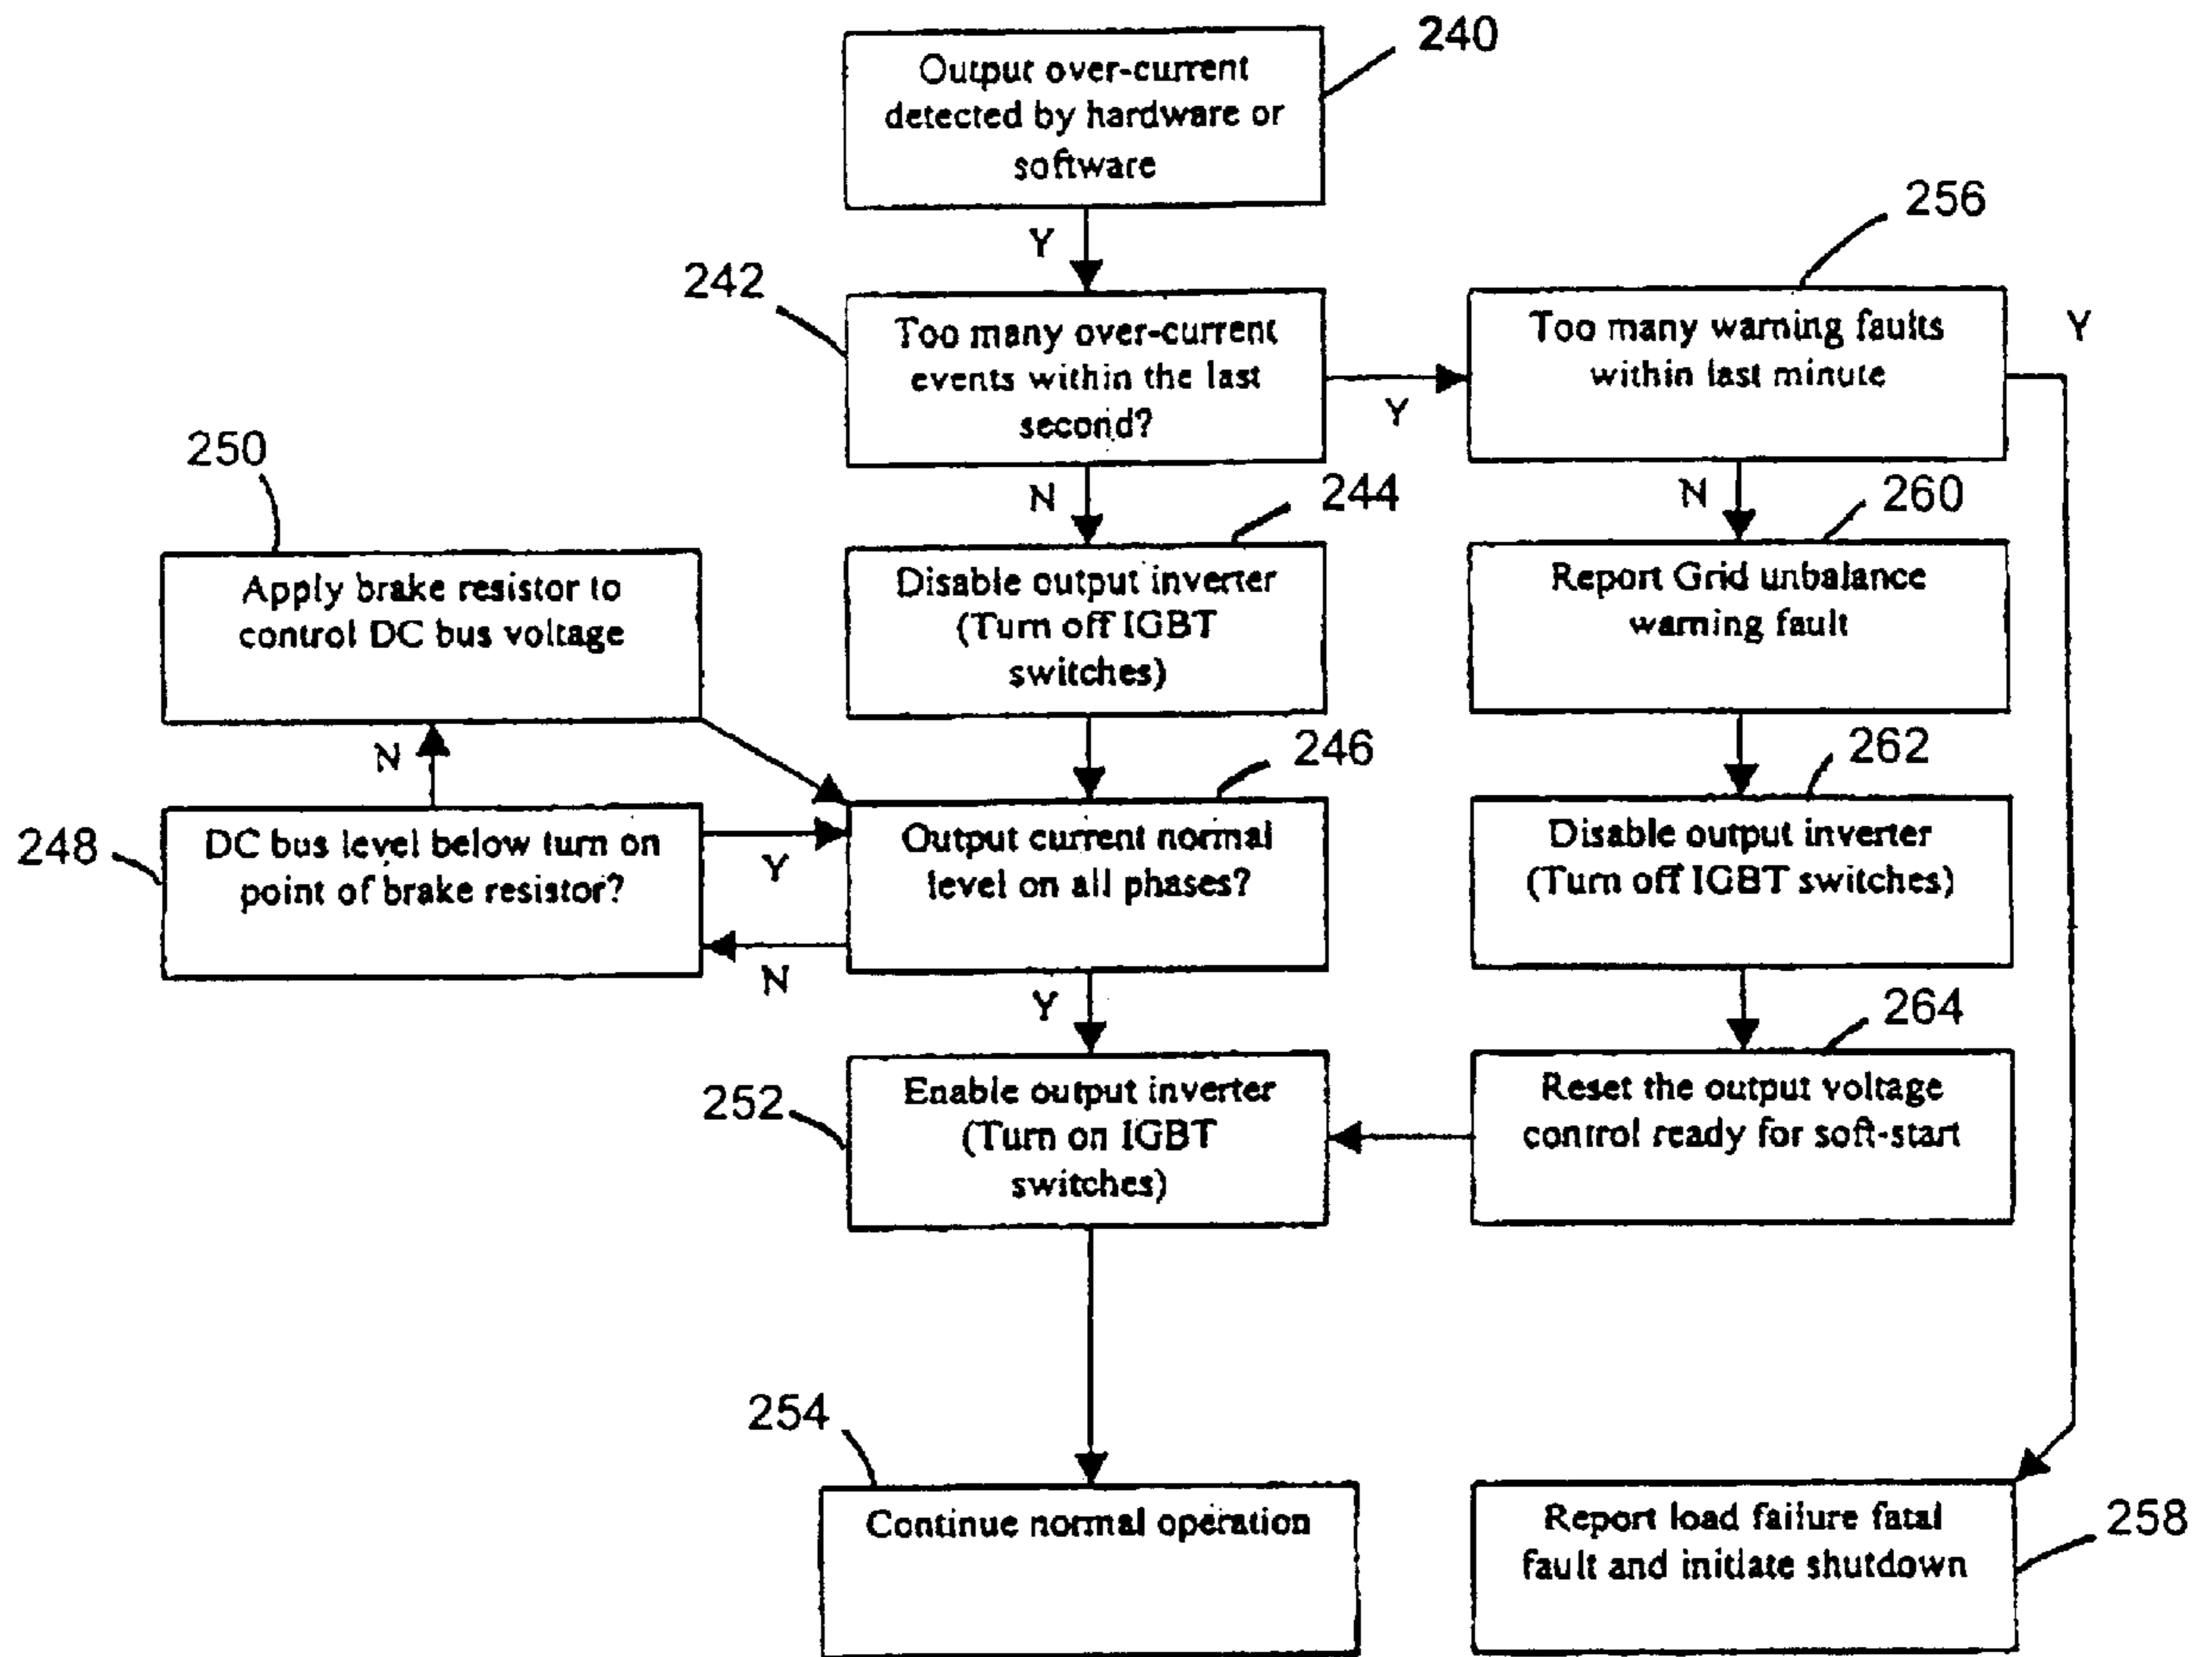 240
Output over-current
detected by hardware or
software
Y
256
242
Too many over-current
events within the last
second?
Y
Too many warning faults
within last minute
Y
250
N
244
N
260
Apply brake resistor to
control DC bus voltage
Disable output inverter
(Turn off IGBT
switches)
Report Grid unbalance
warning fault
N
246
262
248
DC bus level below turn on
point of brake resistor?
Y
N
Output current normal
level on all phases?
Disable output inverter
(Turn off IGBT switches)
Y
264
252
Enable output inverter
(Turn on IGBT
switches)
Reset the output voltage
control ready for soft-start
254
Continue normal operation
Report load failure fatal
fault and initiate shutdown
258